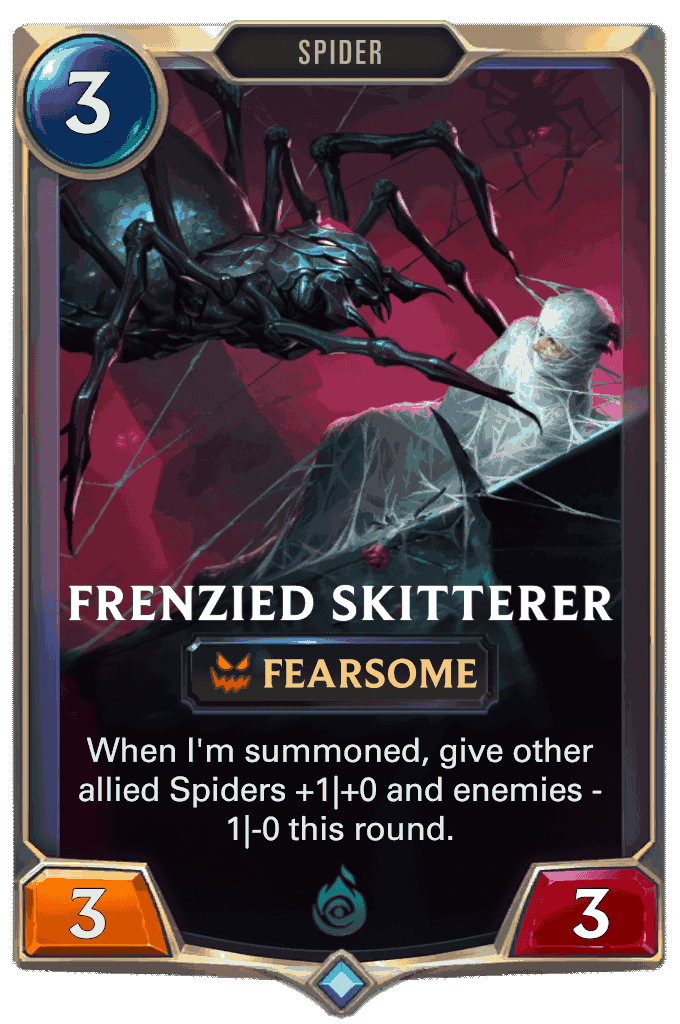 SPIDER
3
FRENZIED SKITTERER
FEARSOME
When I'm summoned, give other
allied Spiders +1|+0 and enemies -
1|-0 this round.
3
3